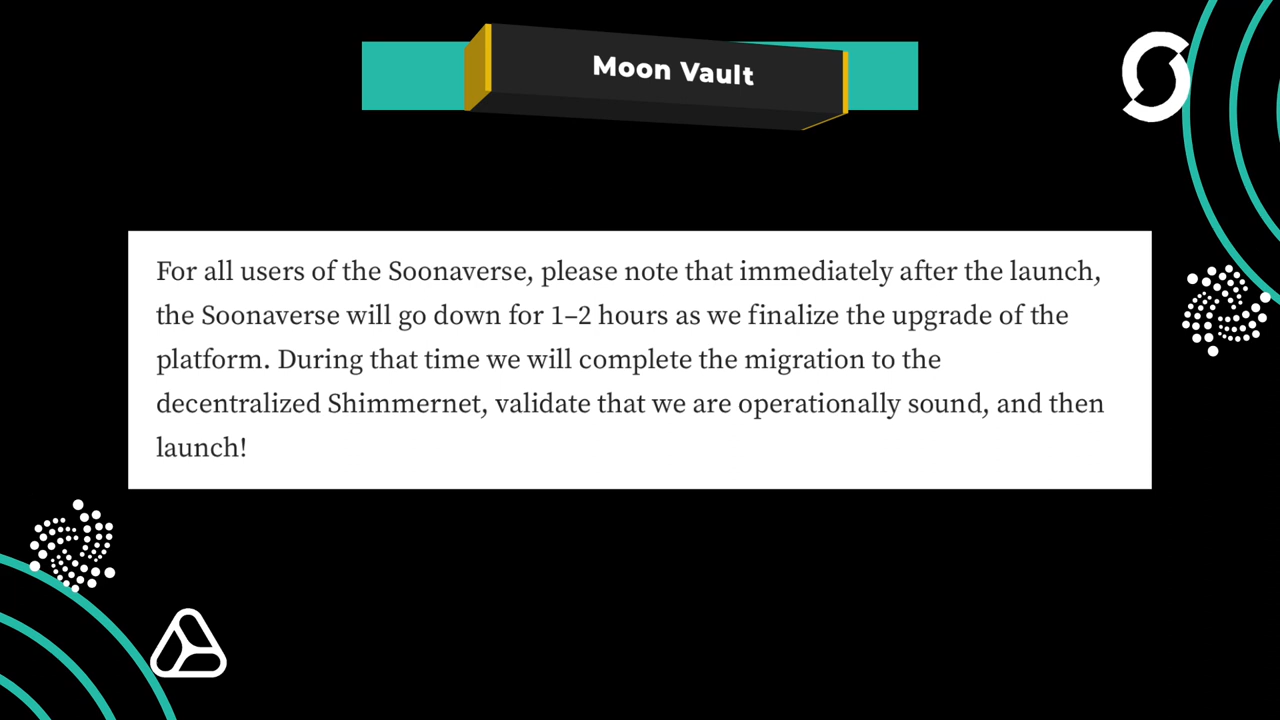 Moon Vault
For all users of the Soonaverse, please note that immediately after the launch,
the Soonaverse will go down for 1–2 hours as we finalize the upgrade of the
platform. During that time we will complete the migration to the
decentralized Shimmernet, validate that we are operationally sound, and then
launch!